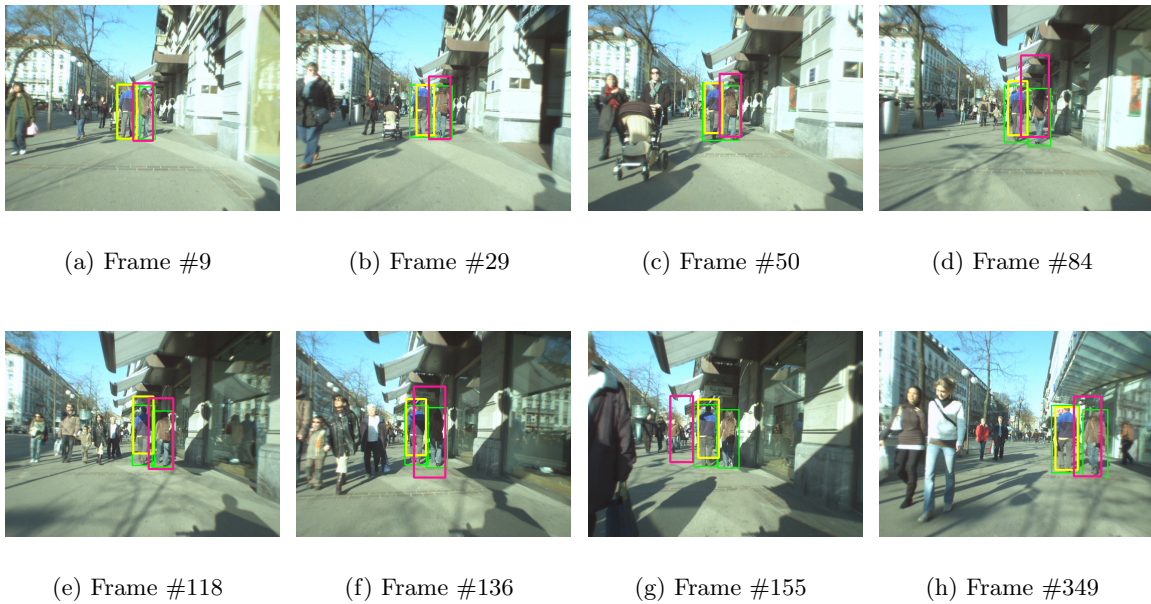 (a) Frame #9
(b) Frame #29
(c) Frame #50
(d) Frame #84
(e) Frame #118
(f) Frame #136
(g) Frame #155
(h) Frame #349